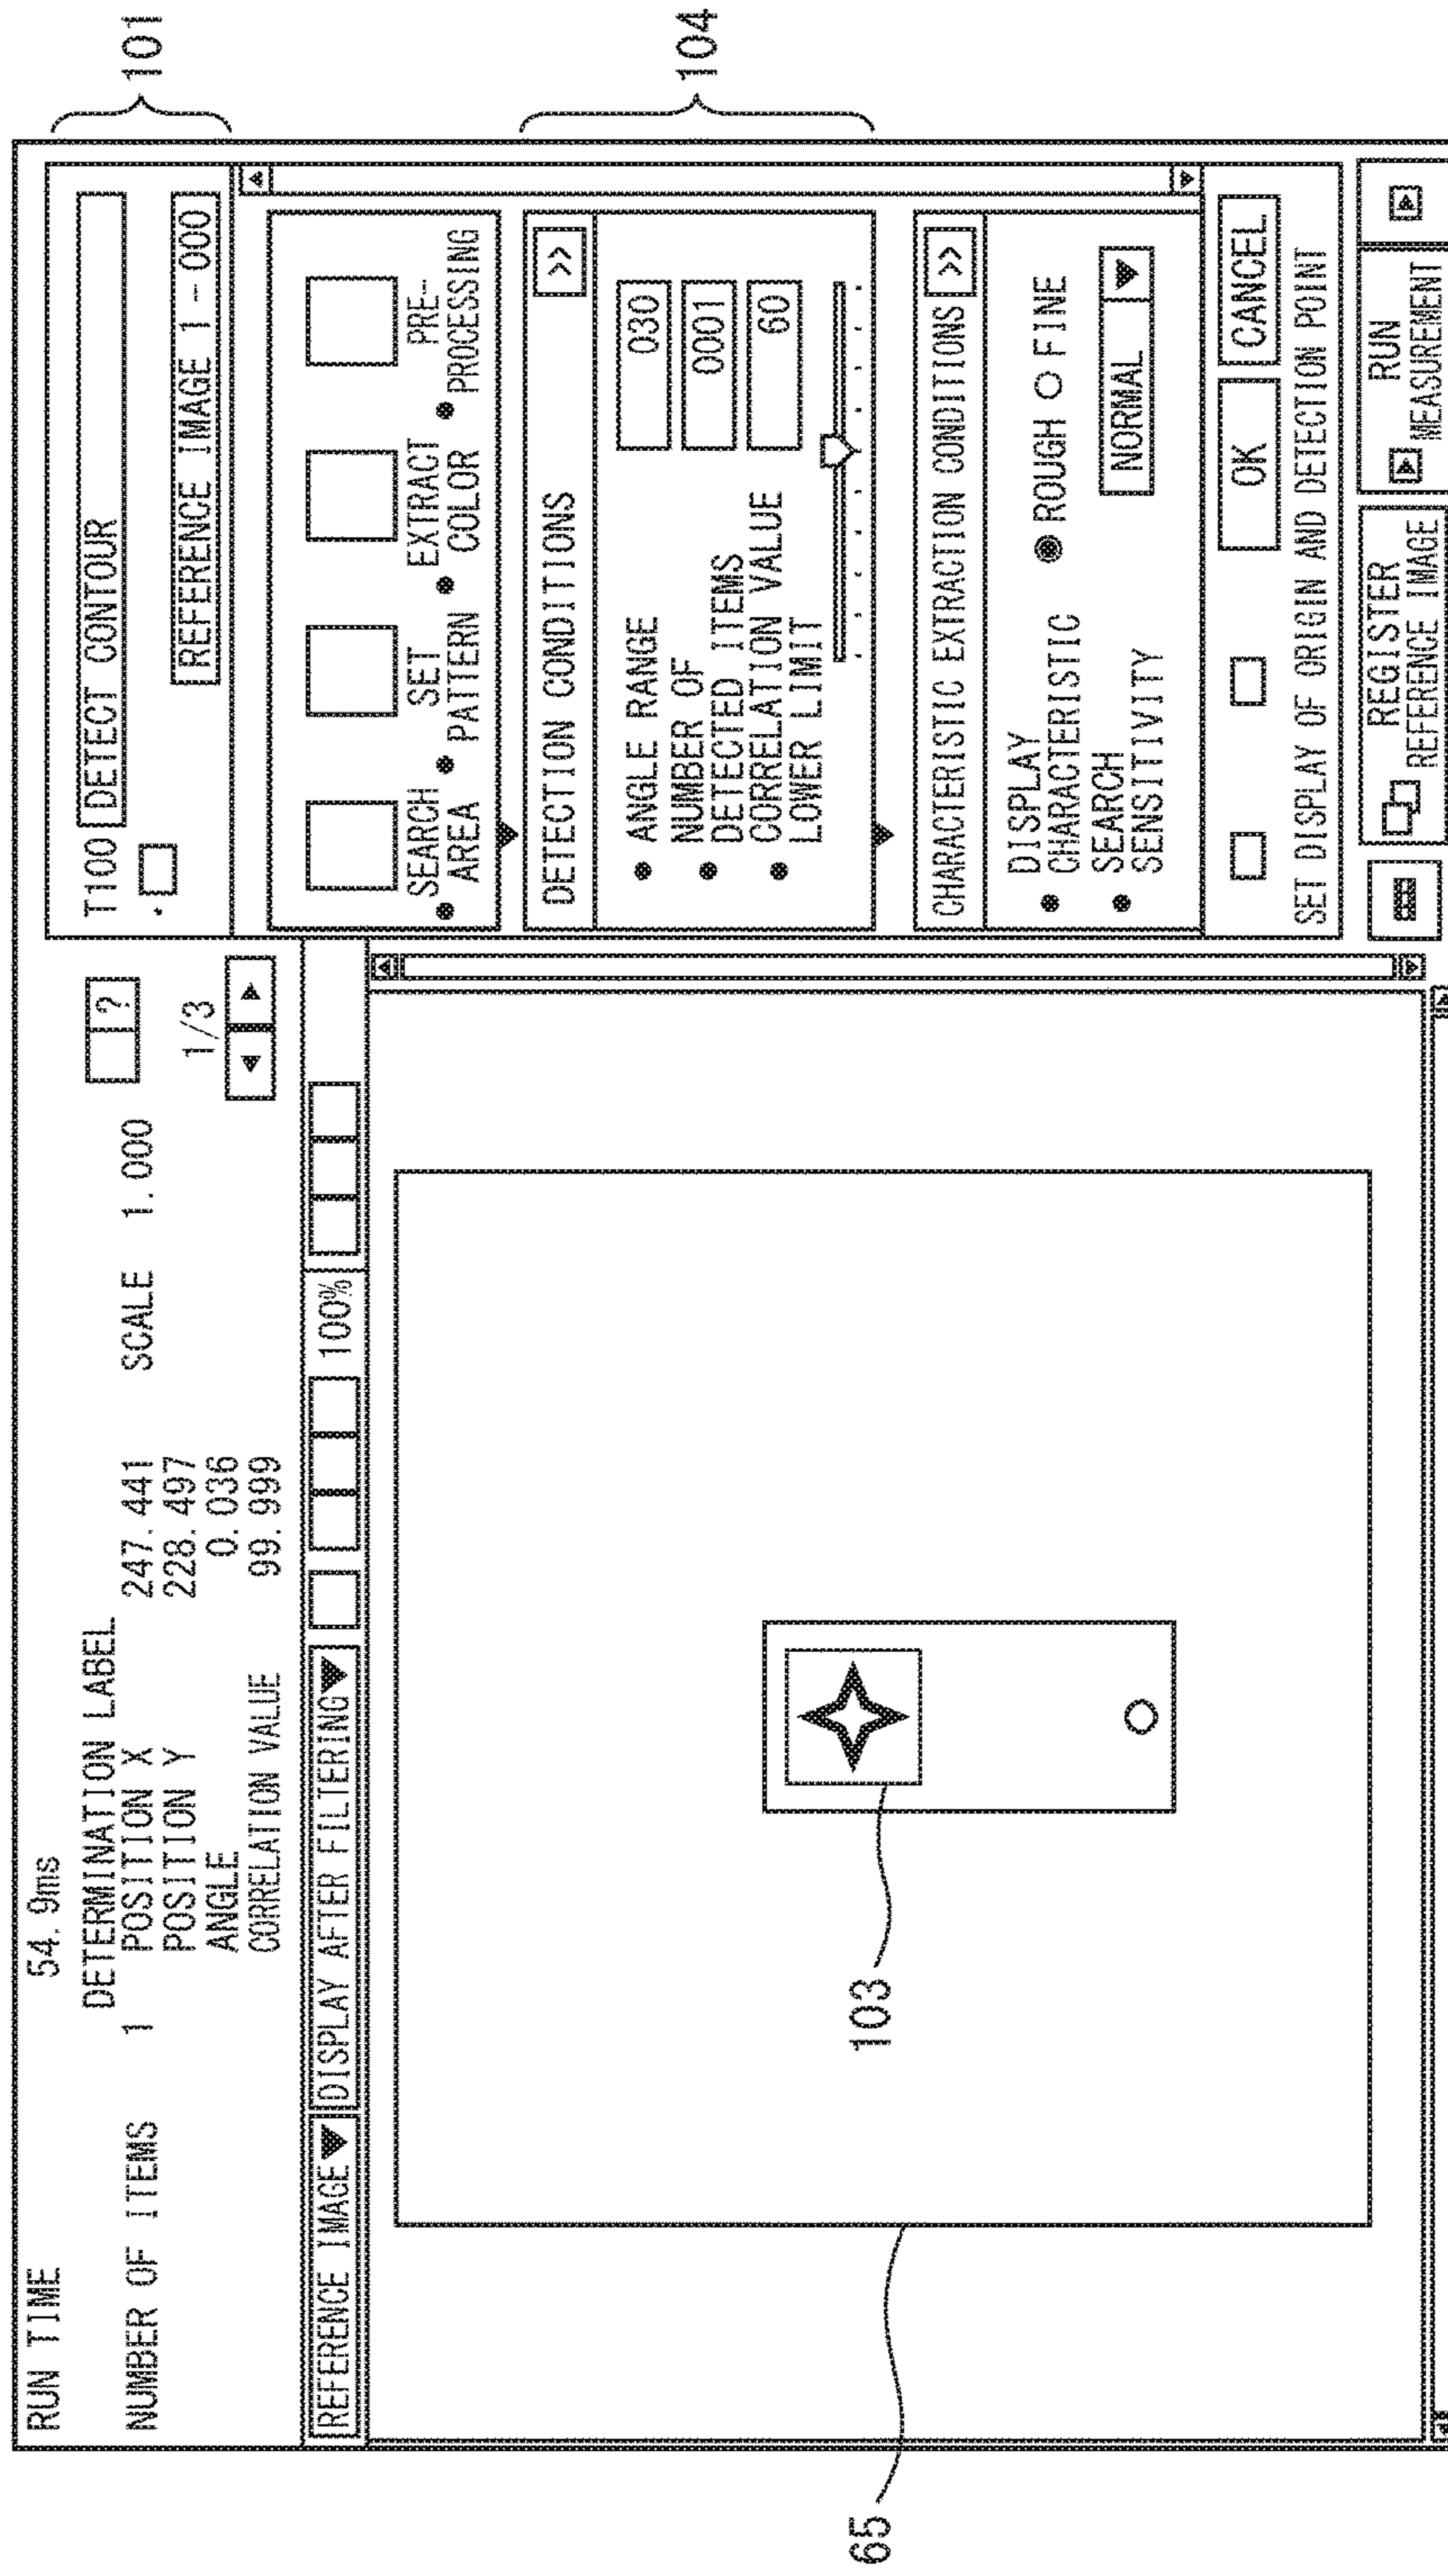 RUN TIME 54.9ms
DETERMINATION LABEL
NUMBER OF ITEMS 1 POSITION X 247.441 SCALE 1.000
POSITION Y 228.497
ANGLE 0.036
CORRELATION VALUE 99.999
?
1/3
REFERENCE IMAGE DISPLAY AFTER FILTERING 100%
103
65
T100 DETECT CONTOUR
REFERENCE IMAGE 1-000
101
SEARCH AREA
SET PATTERN
EXTRACT COLOR
PRE-PROCESSING
DETECTION CONDITIONS >>
ANGLE RANGE 030
NUMBER OF
DETECTED ITEMS 0001
CORRELATION VALUE
LOWER LIMIT 60
104
CHARACTERISTIC EXTRACTION CONDITIONS >>
DISPLAY
CHARACTERISTIC ROUGH FINE
SEARCH
SENSITIVITY NORMAL
OK CANCEL
SET DISPLAY OF ORIGIN AND DETECTION POINT
REGISTER
REFERENCE IMAGE
RUN
MEASUREMENT